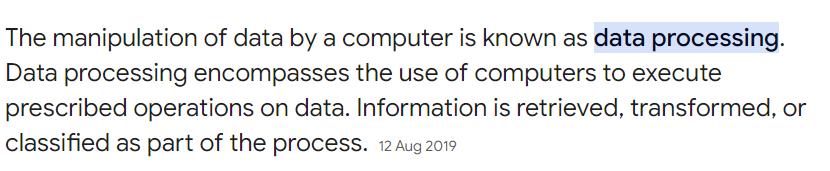 The manipulation of data by a computer is known as data processing.
Data processing encompasses the use of computers to execute
prescribed operations on data. Information is retrieved, transformed, or
classified as part of the process. 12 Aug 2019